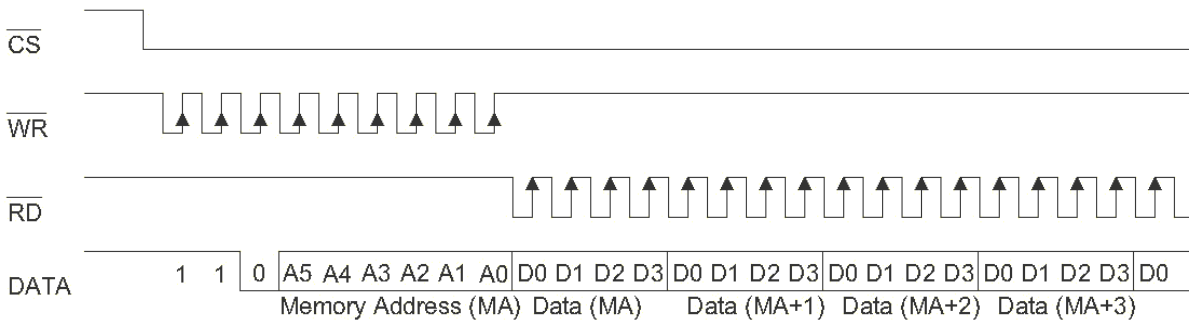 CS
WR
RD
DATA 1 1 0 A5 A4 A3 A2 A1 A0 D0 D1 D2 D3 D0 D1 D2 D3 D0 D1 D2 D3 D0 D1 D2 D3 D0
Memory Address (MA) Data (MA) Data (MA+1) Data (MA+2) Data (MA+3)